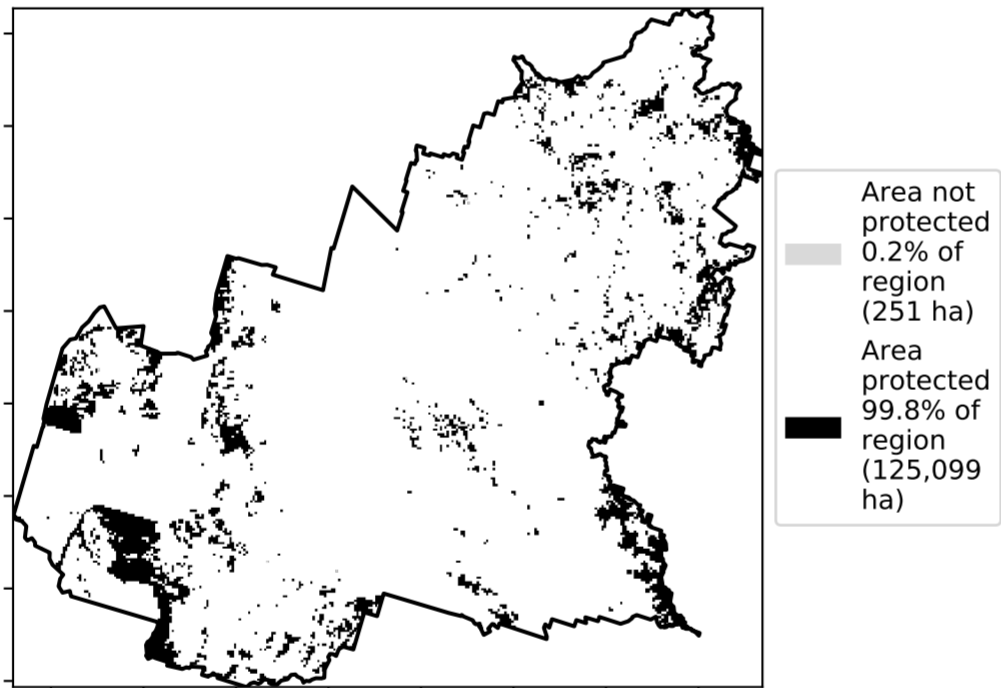 Area not
protected
0.2% of
region
(251 ha)
Area
protected
99.8% of
region
(125,099
ha)